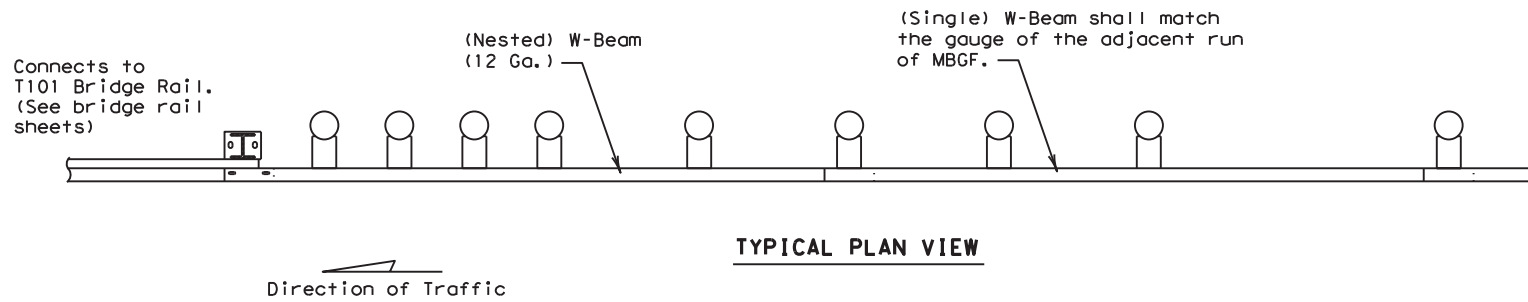 Connects to
T101 Bridge Rail.
(See bridge rail
sheets)
(Nested) W-Beam
(12 Ga.)
(Single) W-Beam shall match
the gauge of the adjacent run
of MBGF.
TYPICAL PLAN VIEW
Direction of Traffic